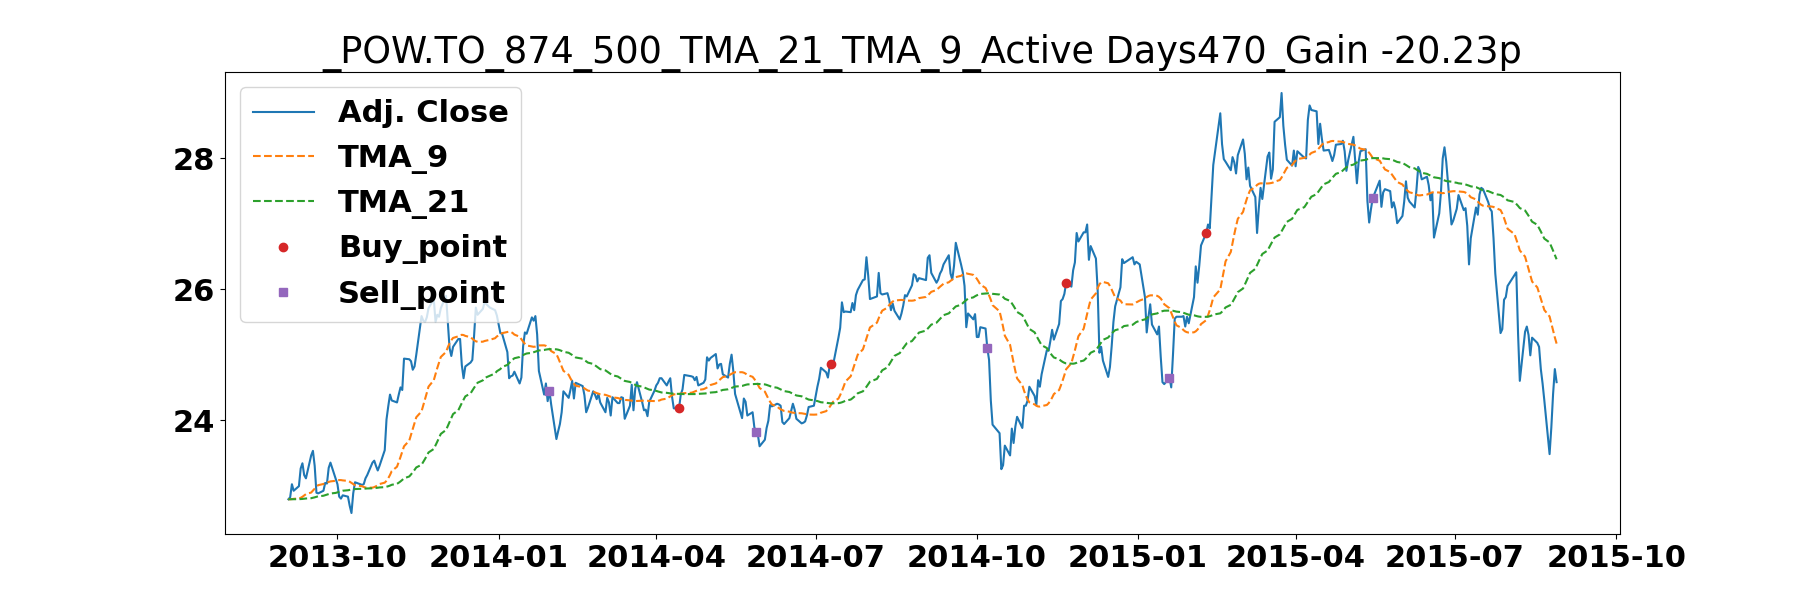 _POW.TO_874_500_TMA_21_TMA_9_Active Days470_Gain -20.23p
Adj. Close
TMA_9
TMA_21
Buy_point
Sell_point
28
26
24
2013-10 2014-01 2014-04 2014-07 2014-10 2015-01 2015-04 2015-07 2015-10